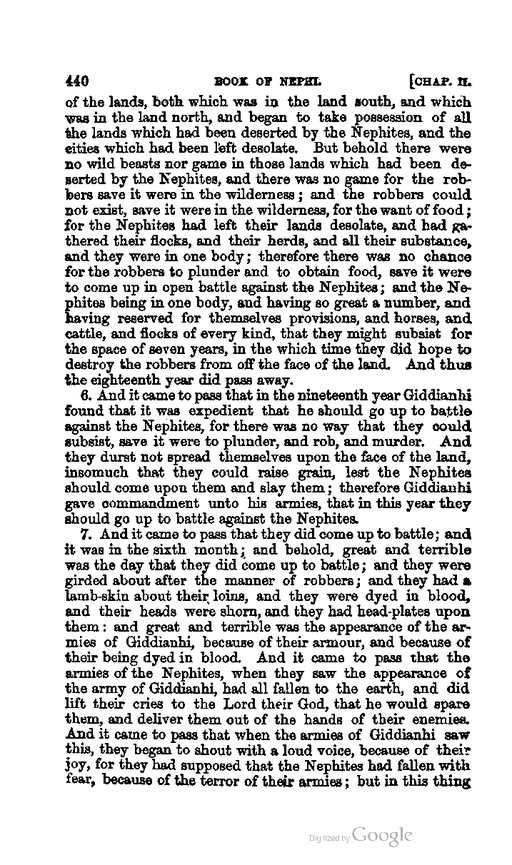 440 BOOK OF NEPHI. [CHAP. II.
of the lands, both which was in the land south, and which
was in the land north, and began to take possession of all
the lands which had been deserted by the Nephites, and the
cities which had been left desolate. But behold there were
no wild beasts nor game in those lands which had been de-
serted by the Nephites, and there was no game for the rob-
bers save it were in the wilderness; and the robbers could
not exist, save it were in the wilderness, for the want of food;
for the Nephites had left their lands desolate, and had ga-
thered their flocks, and their herds, and all their substance,
and they were in one body; therefore there was no chance
for the robbers to plunder and to obtain food, save it were
to come up in open battle against the Nephites; and the Ne-
phites being in one body, and having so great a number, and
having reserved for themselves provisions, and horses, and
cattle, and flocks of every kind, that they might subsist for
the space of seven years, in the which time they did hope to
destroy the robbers from off the face of the land. And thus
the eighteenth year did pass away.
6. And it came to pass that in the nineteenth year Giddianhi
found that it was expedient that he should go up to battle
against the Nephites, for there was no way that they could
subsist, save it were to plunder, and rob, and murder. And
they durst not spread themselves upon the face of the land,
insomuch that they could raise grain, lest the Nephites
should come upon them and slay them; therefore Giddianhi
gave commandment unto his armies, that in this year they
should go up to battle against the Nephites.
7. And it came to pass that they did come up to battle; and
it was in the sixth month; and behold, great and terrible
was the day that they did come up to battle; and they were
girded about after the manner of robbers; and they had a
lamb-skin about their loins, and they were dyed in blood,
and their heads were shorn, and they had head-plates upon
them: and great and terrible was the appearance of the ar-
mies of Giddianhi, because of their armour, and because of
their being dyed in blood. And it came to pass that the
armies of the Nephites, when they saw the appearance of
the army of Giddianhi, had all fallen to the earth, and did
lift their cries to the Lord their God, that he would spare
them, and deliver them out of the hands of their enemies.
And it came to pass that when the armies of Giddianhi saw
this, they began to shout with a loud voice, because of their
joy, for they had supposed that the Nephites had fallen with
fear, because of the terror of their armies; but in this thing
Digitized by Google